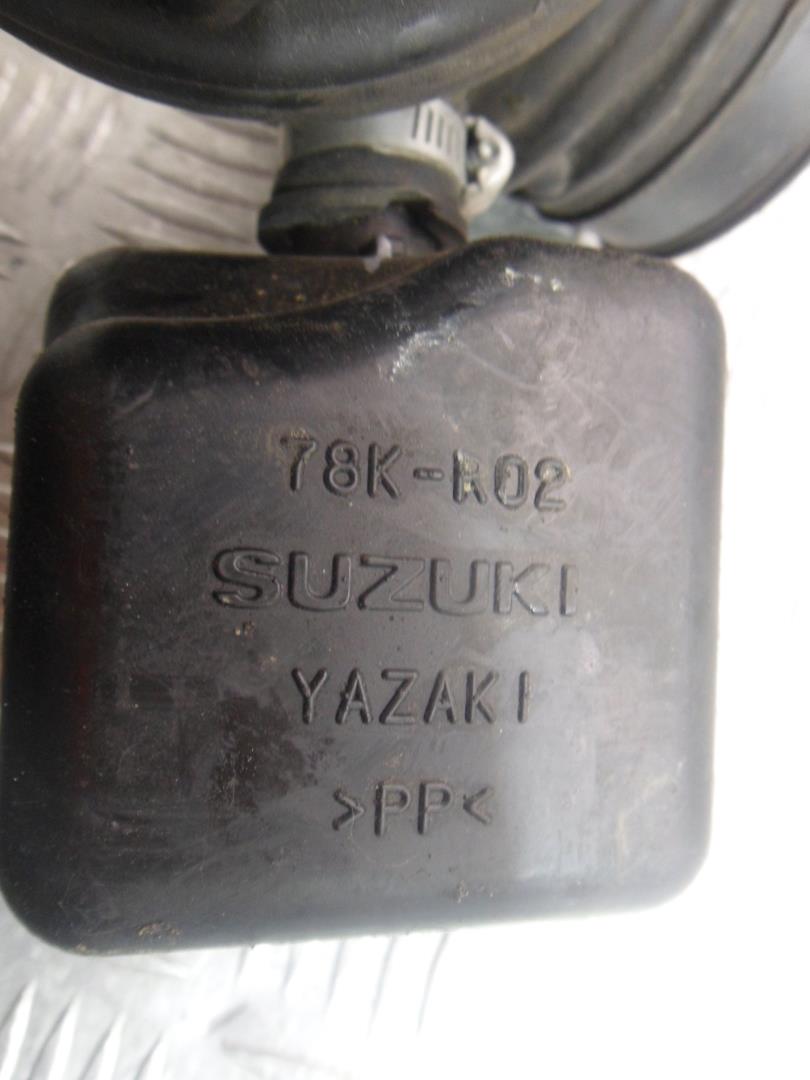 78K-R02
SUZUKI
YAZAKI
>PP<